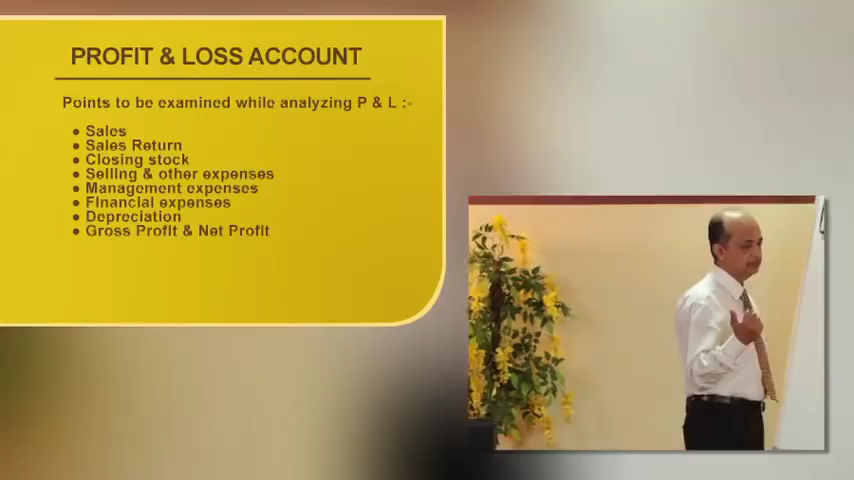 PROFIT & LOSS ACCOUNT
Points to be examined while analyzing P & L :-
● Sales
● Sales Return
● Closing stock
● Selling & other expenses
● Management expenses
● Financial expenses
● Depreciation
● Gross Profit & Net Profit